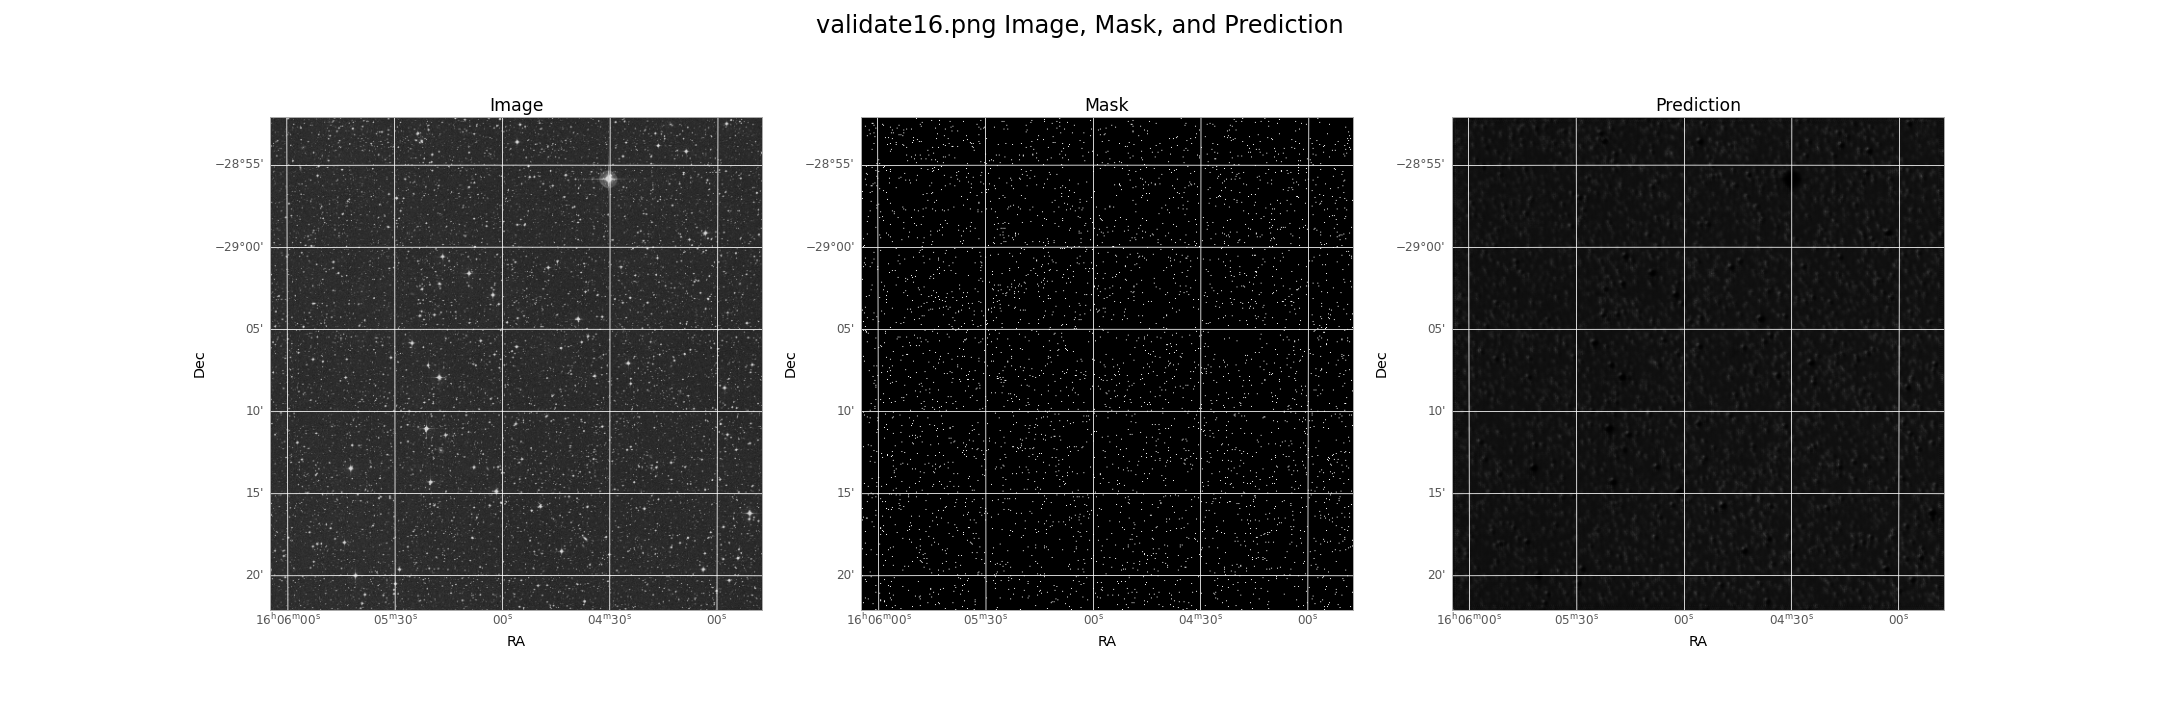 validate16.png Image, Mask, and Prediction
Image
Mask
Prediction
−28°55'
−29°00'
05'
10'
15'
20'
Dec
16ʰ06ᵐ00ˢ 05ᵐ30ˢ 00ˢ 04ᵐ30ˢ 00ˢ
RA
−28°55'
−29°00'
05'
10'
15'
20'
Dec
16ʰ06ᵐ00ˢ 05ᵐ30ˢ 00ˢ 04ᵐ30ˢ 00ˢ
RA
−28°55'
−29°00'
05'
10'
15'
20'
Dec
16ʰ06ᵐ00ˢ 05ᵐ30ˢ 00ˢ 04ᵐ30ˢ 00ˢ
RA